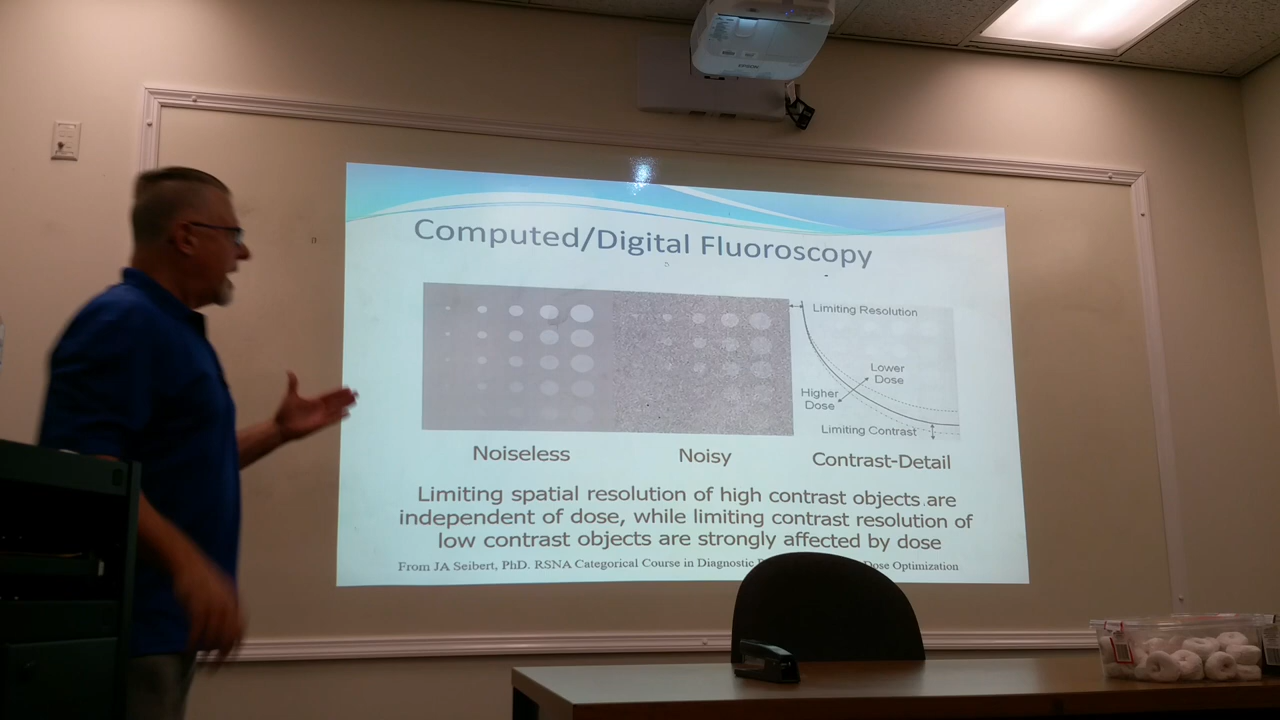 EPSON
Computed/Digital Fluoroscopy
Limiting Resolution
Lower
Dose
Higher
Dose
Limiting Contrast
Noiseless
Noisy
Contrast-Detail
Limiting spatial resolution of high contrast objects are
independent of dose, while limiting contrast resolution of
low contrast objects are strongly affected by dose
From JA Seibert, PhD. RSNA Categorical Course in Diagnostic Dose Optimization